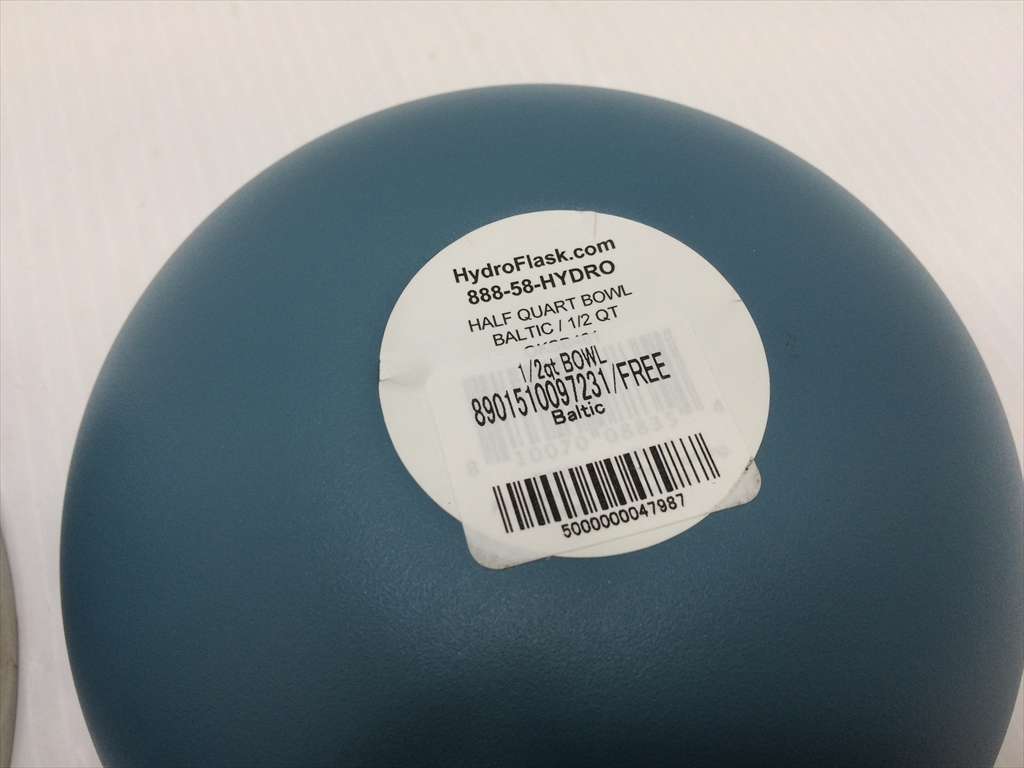 HydroFlask.com
888-58-HYDRO
HALF QUART BOWL
BALTIC / 1/2 QT
1/2qt BOWL
8901510097231/FREE
Baltic
5000000047987